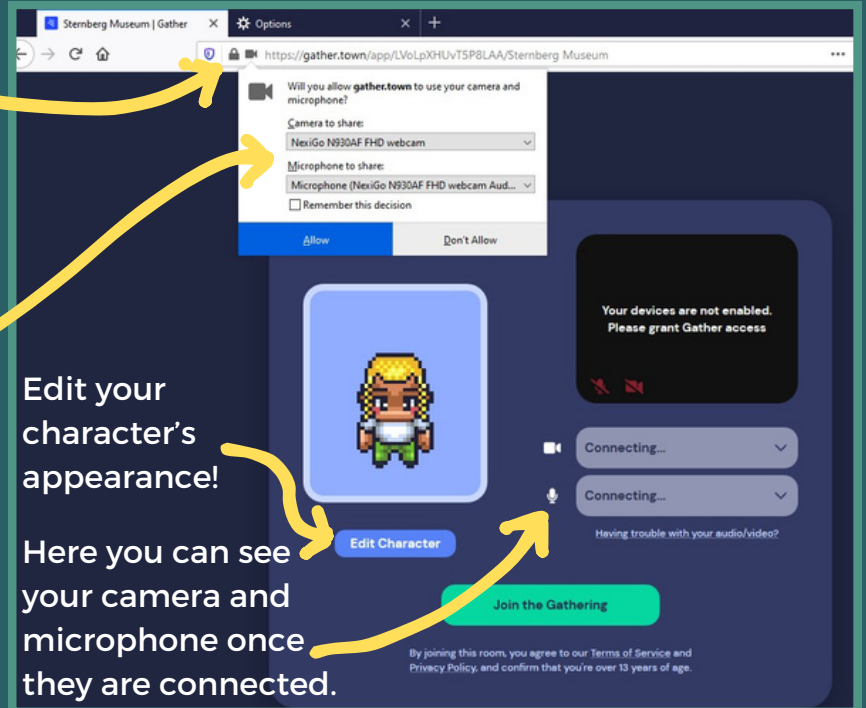 Sternberg Museum | Gather
Options
https://gather.town/app/LVoLpXHUvT5P8LAA/Sternberg Museum
Will you allow gather.town to use your camera and
microphone?
Camera to share:
NexiGo N930AF FHD webcam
Microphone to share:
Microphone (NexiGo N930AF FHD webcam Aud...
Remember this decision
Allow
Don't Allow
Your devices are not enabled.
Please grant Gather access
Edit your
character's
appearance!
Connecting...
Connecting...
Having trouble with your audio/video?
Edit Character
Here you can see
your camera and
microphone once
they are connected.
Join the Gathering
By joining this room, you agree to our Terms of Service and
Privacy Policy, and confirm that you're over 13 years of age.